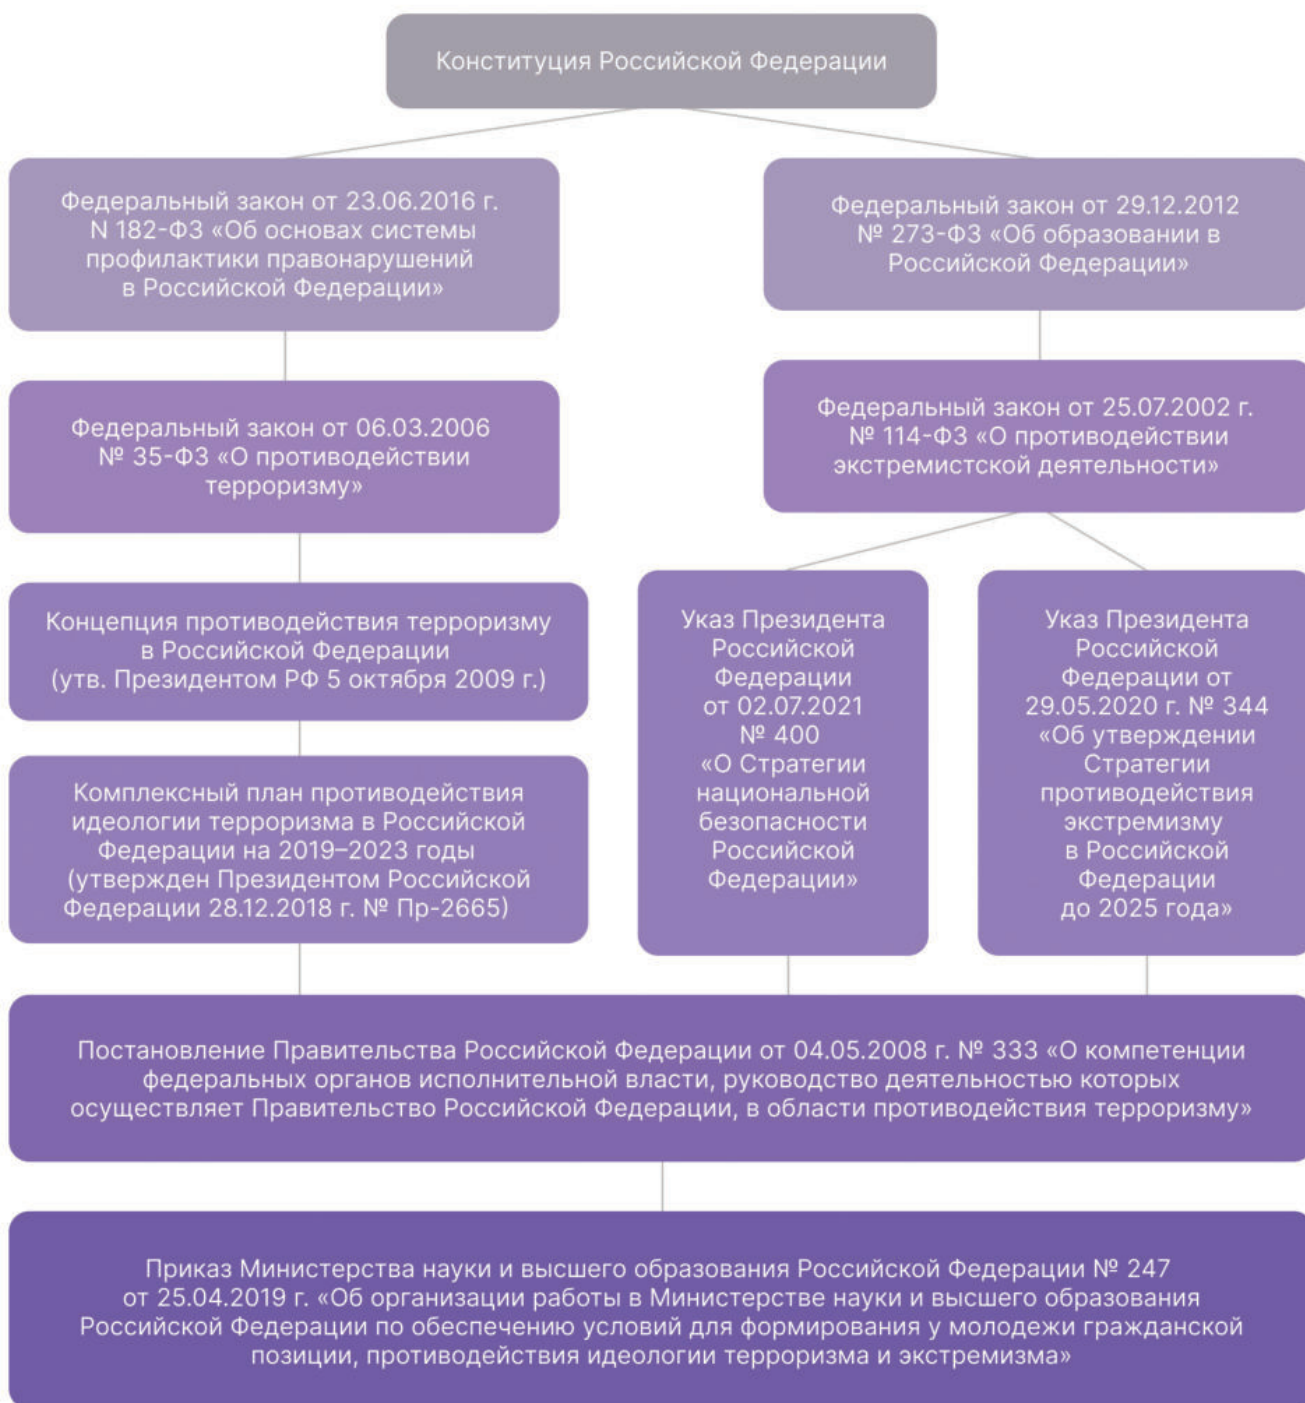 Конституция Российской Федерации
Федеральный закон от 23.06.2016 г.
N 182-ФЗ «Об основах системы
профилактики правонарушений
в Российской Федерации»
Федеральный закон от 29.12.2012
№ 273-ФЗ «Об образовании в
Российской Федерации»
Федеральный закон от 06.03.2006
№ 35-ФЗ «О противодействии
терроризму»
Федеральный закон от 25.07.2002 г.
№ 114-ФЗ «О противодействии
экстремистской деятельности»
Концепция противодействия терроризму
в Российской Федерации
(утв. Президентом РФ 5 октября 2009 г.)
Комплексный план противодействия
идеологии терроризма в Российской
Федерации на 2019–2023 годы
(утвержден Президентом Российской
Федерации 28.12.2018 г. № Пр-2665)
Указ Президента
Российской
Федерации
от 02.07.2021
№ 400
«О Стратегии
национальной
безопасности
Российской
Федерации»
Указ Президента
Российской
Федерации от
29.05.2020 г. № 344
«Об утверждении
Стратегии
противодействия
экстремизму
в Российской
Федерации
до 2025 года»
Постановление Правительства Российской Федерации от 04.05.2008 г. № 333 «О компетенции
федеральных органов исполнительной власти, руководство деятельностью которых
осуществляет Правительство Российской Федерации, в области противодействия терроризму»
Приказ Министерства науки и высшего образования Российской Федерации № 247
от 25.04.2019 г. «Об организации работы в Министерстве науки и высшего образования
Российской Федерации по обеспечению условий для формирования у молодежи гражданской
позиции, противодействия идеологии терроризма и экстремизма»